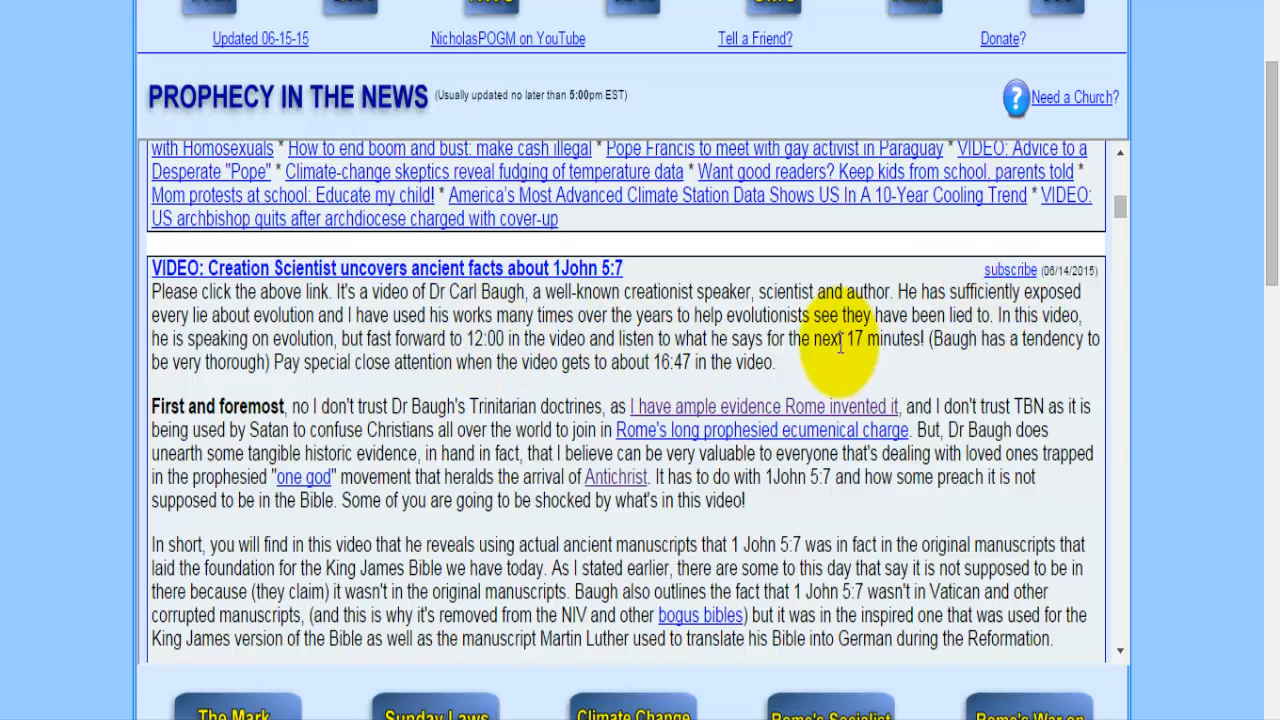 Updated 06-15-15 NicholasPOGM on YouTube Tell a Friend? Donate?
PROPHECY IN THE NEWS (Usually updated no later than 5:00pm EST) Need a Church?
with Homosexuals * How to end boom and bust: make cash illegal * Pope Francis to meet with gay activist in Paraguay * VIDEO: Advice to a
Desperate "Pope" * Climate-change skeptics reveal fudging of temperature data * Want good readers? Keep kids from school, parents told *
Mom protests at school: Educate my child! * America's Most Advanced Climate Station Data Shows US In A 10-Year Cooling Trend * VIDEO:
US archbishop quits after archdiocese charged with cover-up
VIDEO: Creation Scientist uncovers ancient facts about 1John 5:7 subscribe (06/14/2015)
Please click the above link. It's a video of Dr Carl Baugh, a well-known creationist speaker, scientist and author. He has sufficiently exposed
every lie about evolution and I have used his works many times over the years to help evolutionists see they have been lied to. In this video,
he is speaking on evolution, but fast forward to 12:00 in the video and listen to what he says for the next 17 minutes! (Baugh has a tendency to
be very thorough) Pay special close attention when the video gets to about 16:47 in the video.
First and foremost, no I don't trust Dr Baugh's Trinitarian doctrines, as I have ample evidence Rome invented it, and I don't trust TBN as it is
being used by Satan to confuse Christians all over the world to join in Rome's long prophesied ecumenical charge. But, Dr Baugh does
unearth some tangible historic evidence, in hand in fact, that I believe can be very valuable to everyone that's dealing with loved ones trapped
in the prophesied "one god" movement that heralds the arrival of Antichrist. It has to do with 1John 5:7 and how some preach it is not
supposed to be in the Bible. Some of you are going to be shocked by what's in this video!
In short, you will find in this video that he reveals using actual ancient manuscripts that 1 John 5:7 was in fact in the original manuscripts that
laid the foundation for the King James Bible we have today. As I stated earlier, there are some to this day that say it is not supposed to be in
there because (they claim) it wasn't in the original manuscripts. Baugh also outlines the fact that 1 John 5:7 wasn't in Vatican and other
corrupted manuscripts, (and this is why it's removed from the NIV and other bogus bibles) but it was in the inspired one that was used for the
King James version of the Bible as well as the manuscript Martin Luther used to translate his Bible into German during the Reformation.
The Mark Sunday Laws Climate Change Rome's Socialist Rome's War on